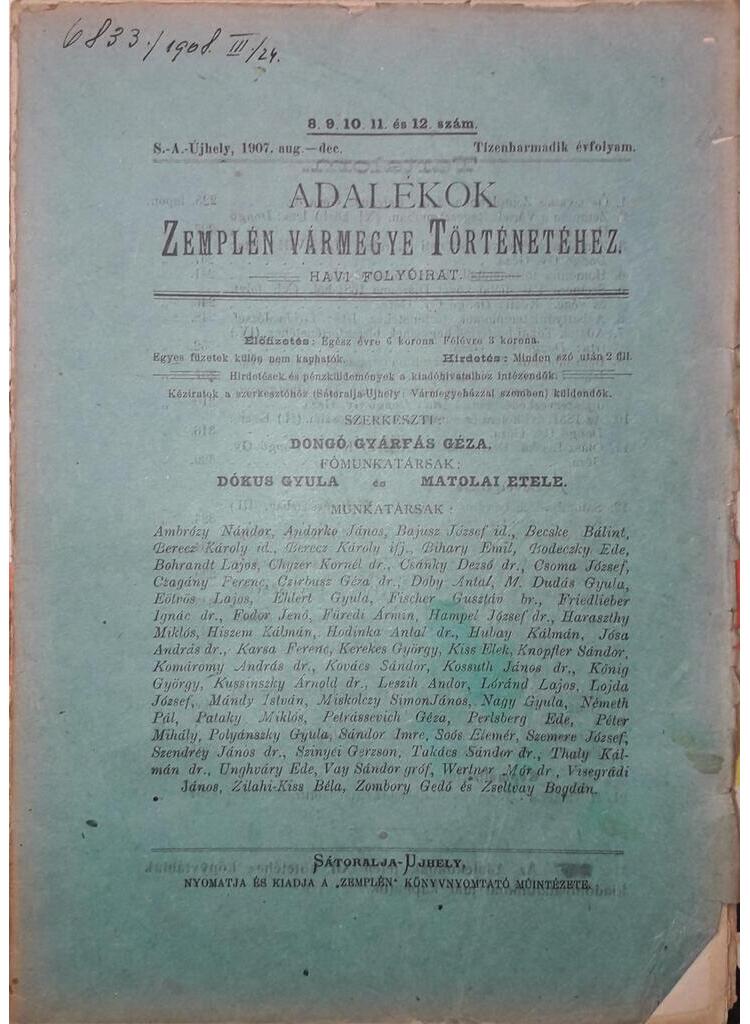 6833./1908. III/24.
8. 9. 10. 11. és 12. szám.
S.-A.-Újhely, 1907. aug.—dec. Tizenharmadik évfolyam.
ADALÉKOK
ZEMPLÉN VÁRMEGYE TÖRTÉNETÉHEZ.
HAVI FOLYÓIRAT.
Előfizetés: Egész évre 6 korona. Félévre 3 korona.
Egyes füzetek külön nem kaphatók. Hirdetés: Minden szó után 2 fill.
Hirdetések és pénzküldemények a kiadóhivatalhoz intézendők.
Kéziratok a szerkesztőhöz (Sátoralja-Ujhely: Vármegyeházzal szemben) küldendők.
SZERKESZTI:
DONGÓ GYÁRFÁS GÉZA.
FŐMUNKATÁRSAK:
DÓKUS GYULA és MATOLAI ETELE.
MUNKATÁRSAK:
Ambrózy Nándor, Andorko János, Bajusz József id., Becske Bálint,
Berecz Károly id., Berecz Károly ifj., Bihary Emil, Bodeczky Ede,
Bohrandt Lajos, Chyzer Kornél dr., Csánky Dezső dr., Csoma József,
Czagány Ferenc, Czirbusz Géza dr., Doby Antal, M. Dudás Gyula,
Eötvös Lajos, Ehlert Gyula, Fischer Gusztáv br., Friedlieber
Ignác dr., Fodor Jenő, Füredi Ármin, Hampel József dr., Haraszthy
Miklós, Hiszem Kálmán, Hodinka Antal dr., Hubay Kálmán, Jósa
András dr., Karsa Ferenc, Kerekes György, Kiss Elek, Knopfler Sándor,
Komáromy András dr., Kovács Sándor, Kossuth János dr., König
György, Kussinszky Arnold dr., Leszih Andor, Lóránd Lajos, Lojda
József, Mándy István, Miskolczy Simon János, Nagy Gyula, Németh
Pál, Pataky Miklós, Petrássevich Géza, Perlsberg Ede, Péter
Mihály, Polyánszky Gyula, Sándor Imre, Soós Elemér, Szemere József,
Szendrey János dr., Szinyei Gerzson, Takács Sándor dr., Thaly Kál-
mán dr., Unghváry Ede, Vay Sándor gróf, Wertner Mór dr., Visegrádi
János, Zilahi-Kiss Béla, Zombory Gedő és Zseltvay Bogdán.
SÁTORALJA-UJHELY,
NYOMATJA ÉS KIADJA A „ZEMPLÉN" KÖNYVNYOMTATÓ MŰINTÉZETE.